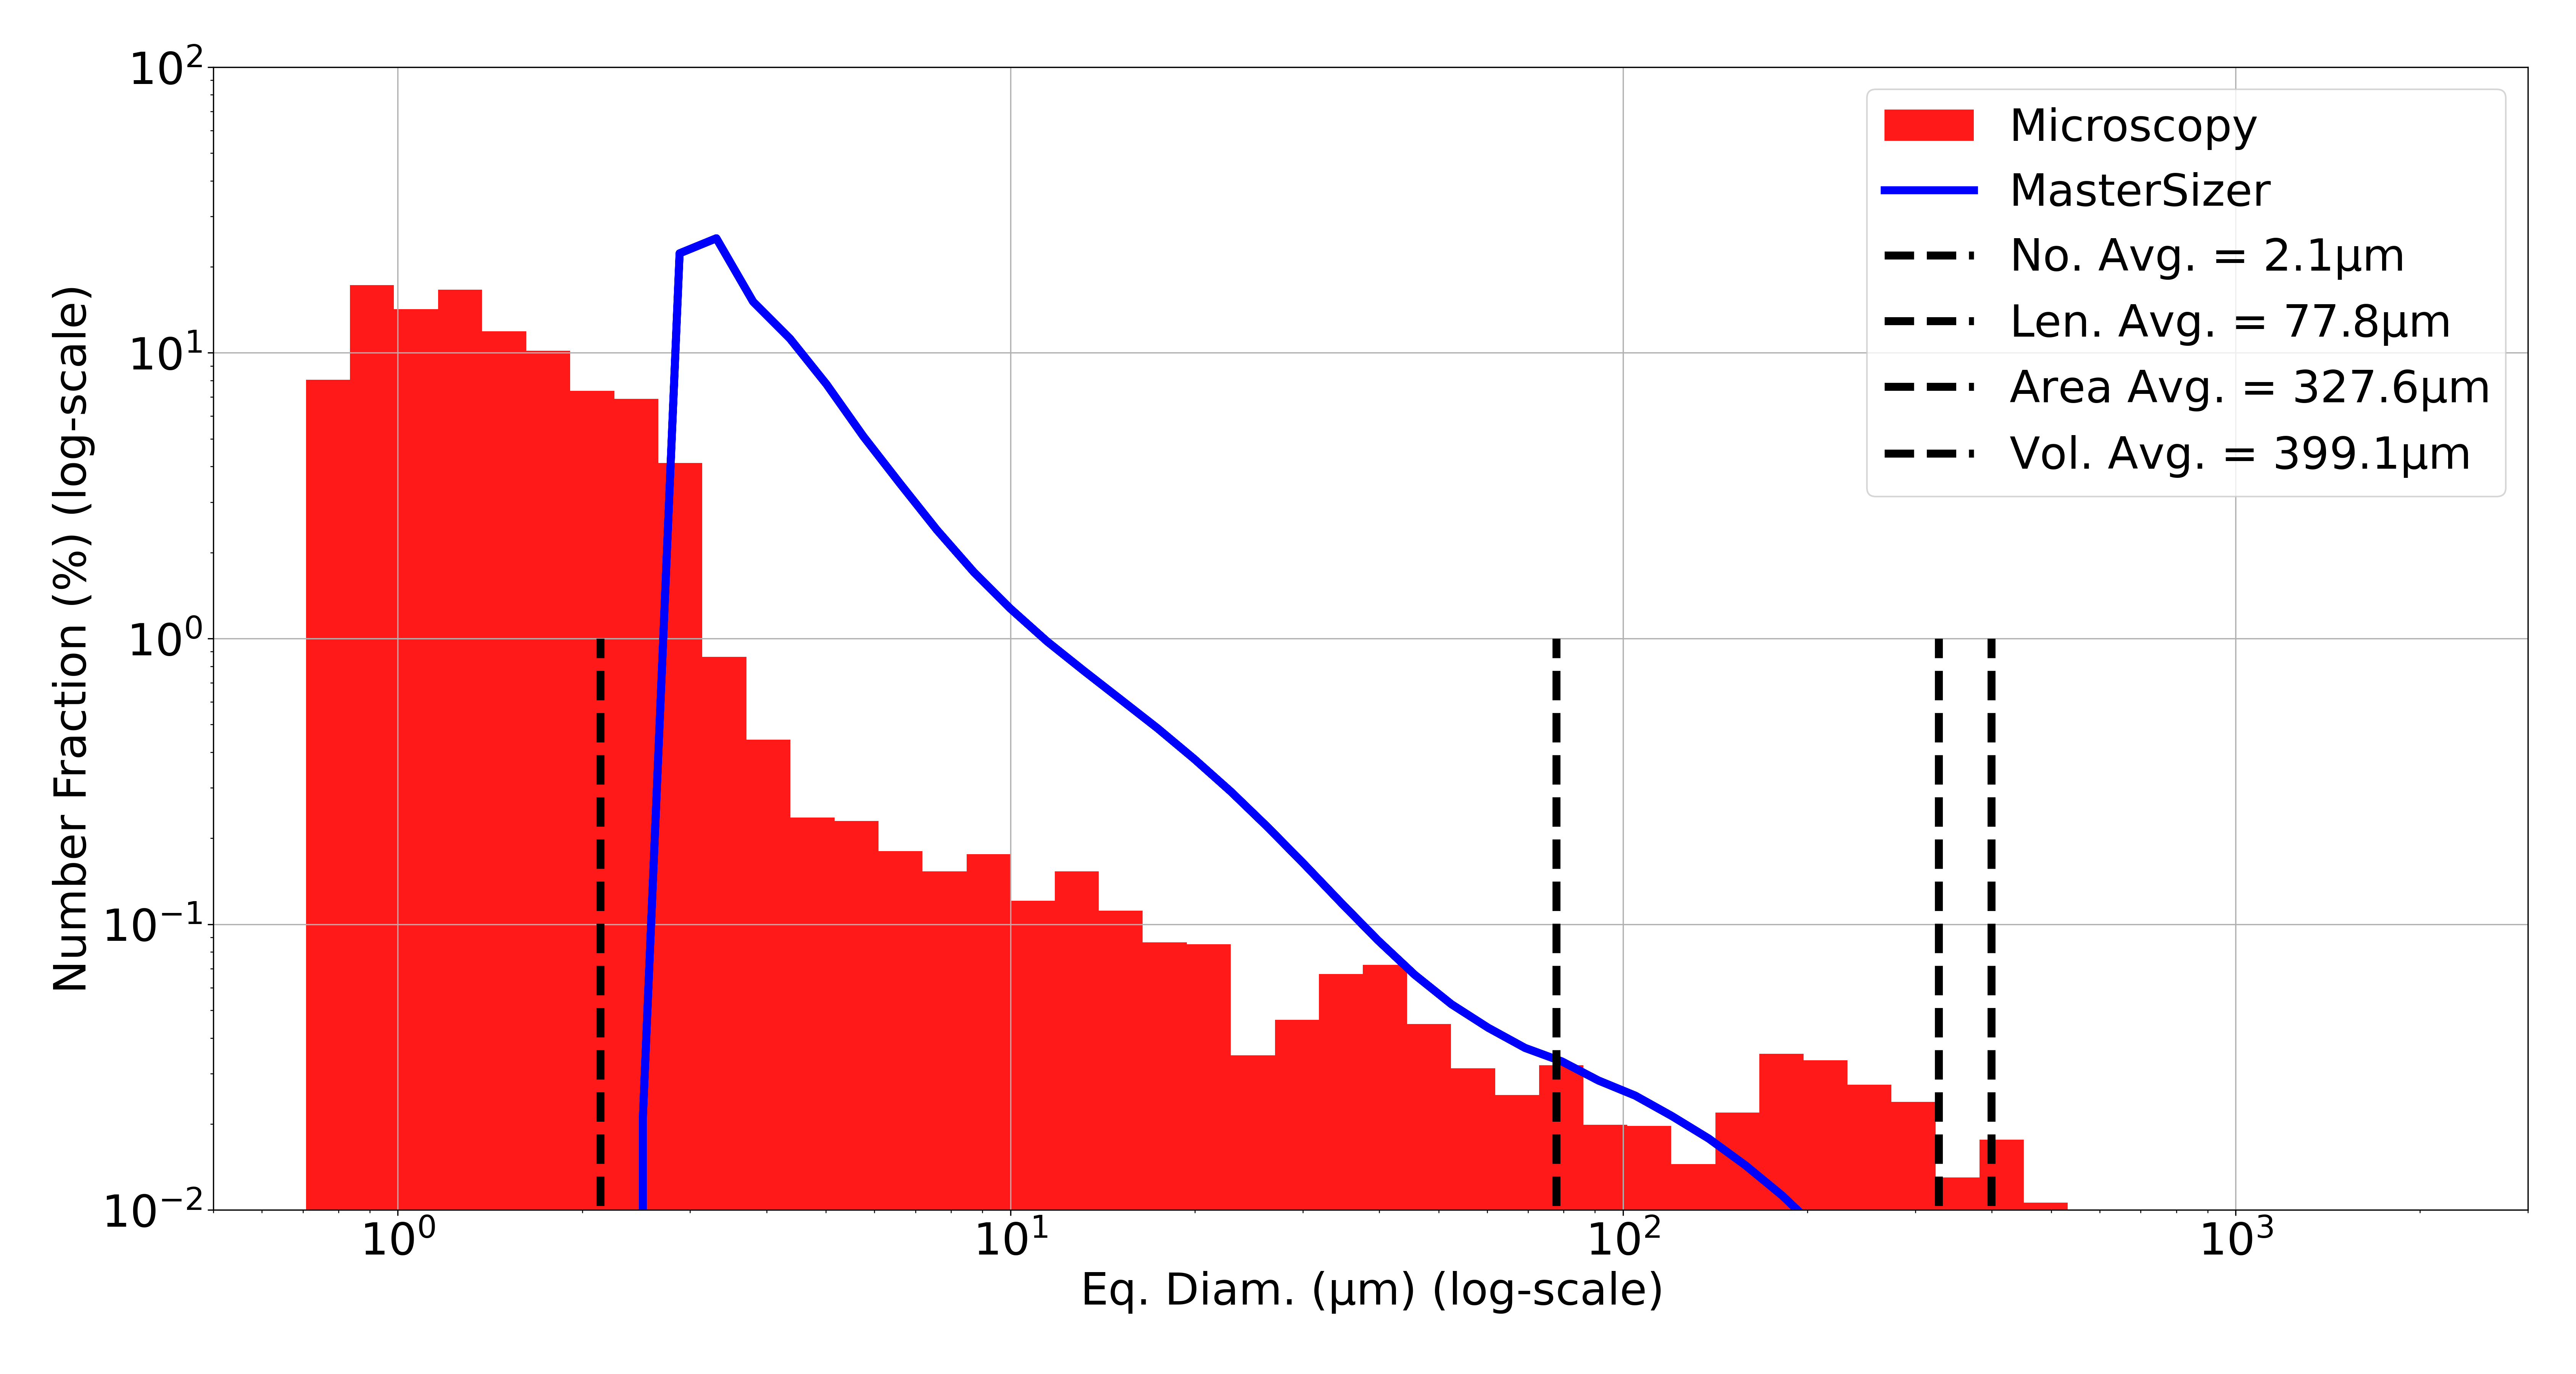 10²
10¹
10⁰
10⁻¹
10⁻²
Number Fraction (%) (log-scale)
Microscopy
MasterSizer
No. Avg. = 2.1µm
Len. Avg. = 77.8µm
Area Avg. = 327.6µm
Vol. Avg. = 399.1µm
10⁰ 10¹ 10² 10³
Eq. Diam. (µm) (log-scale)